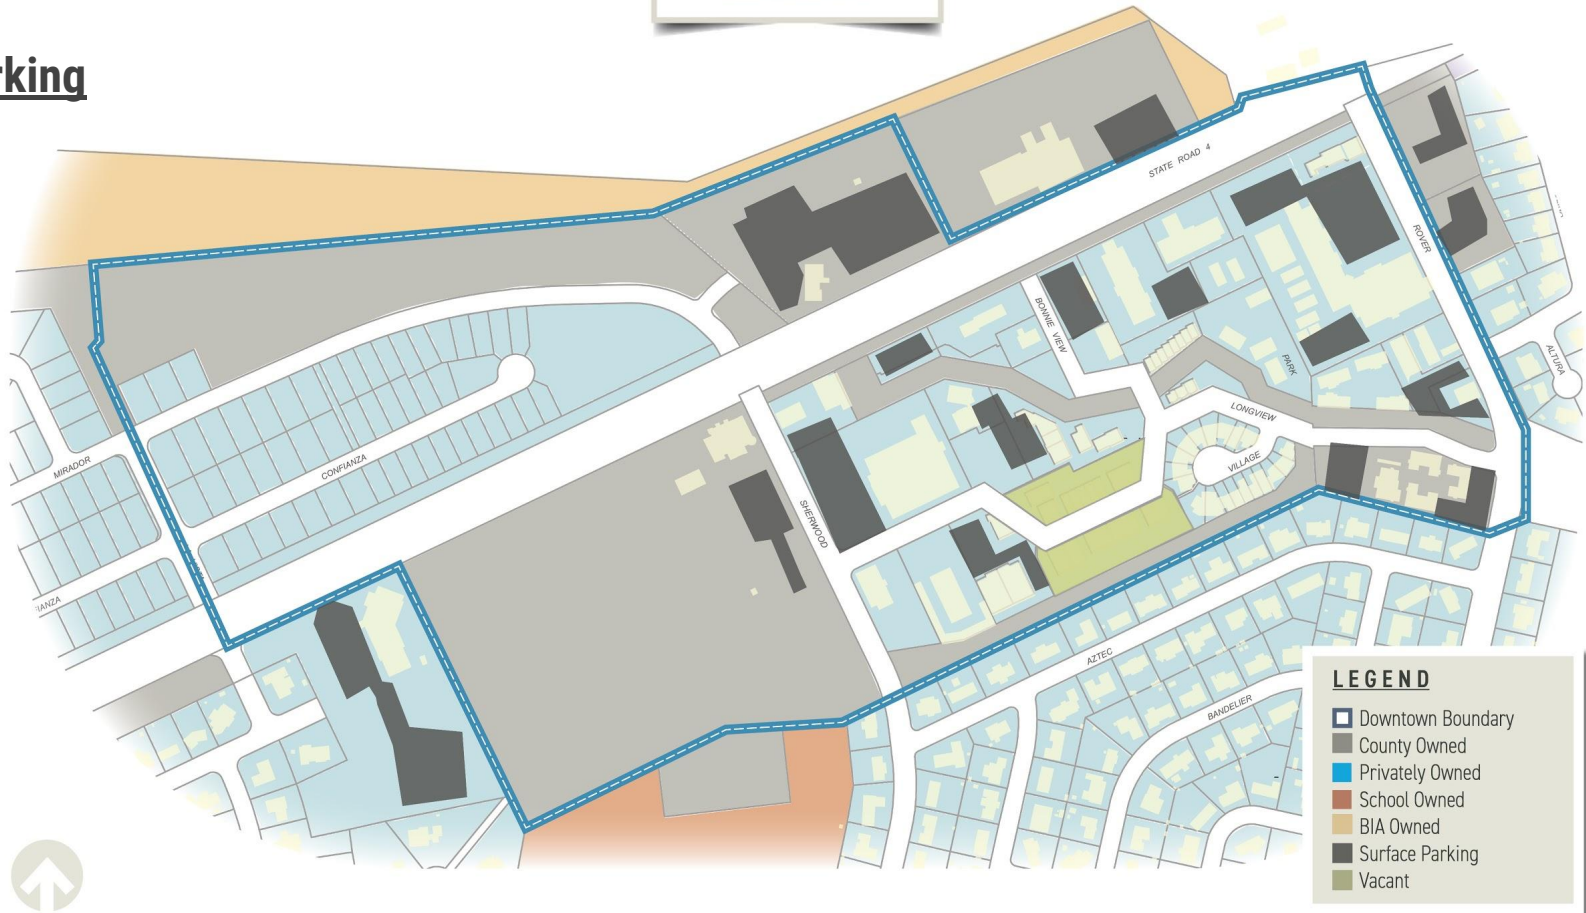 rking
STATE ROAD 4
ROVER
BONNIE VIEW
PARK
ALTURA
LONGVIEW
VILLAGE
MIRADOR
CONFIANZA
SHERWOOD
IANZA
AZTEC
BANDELIER
LEGEND
Downtown Boundary
County Owned
Privately Owned
School Owned
BIA Owned
Surface Parking
Vacant